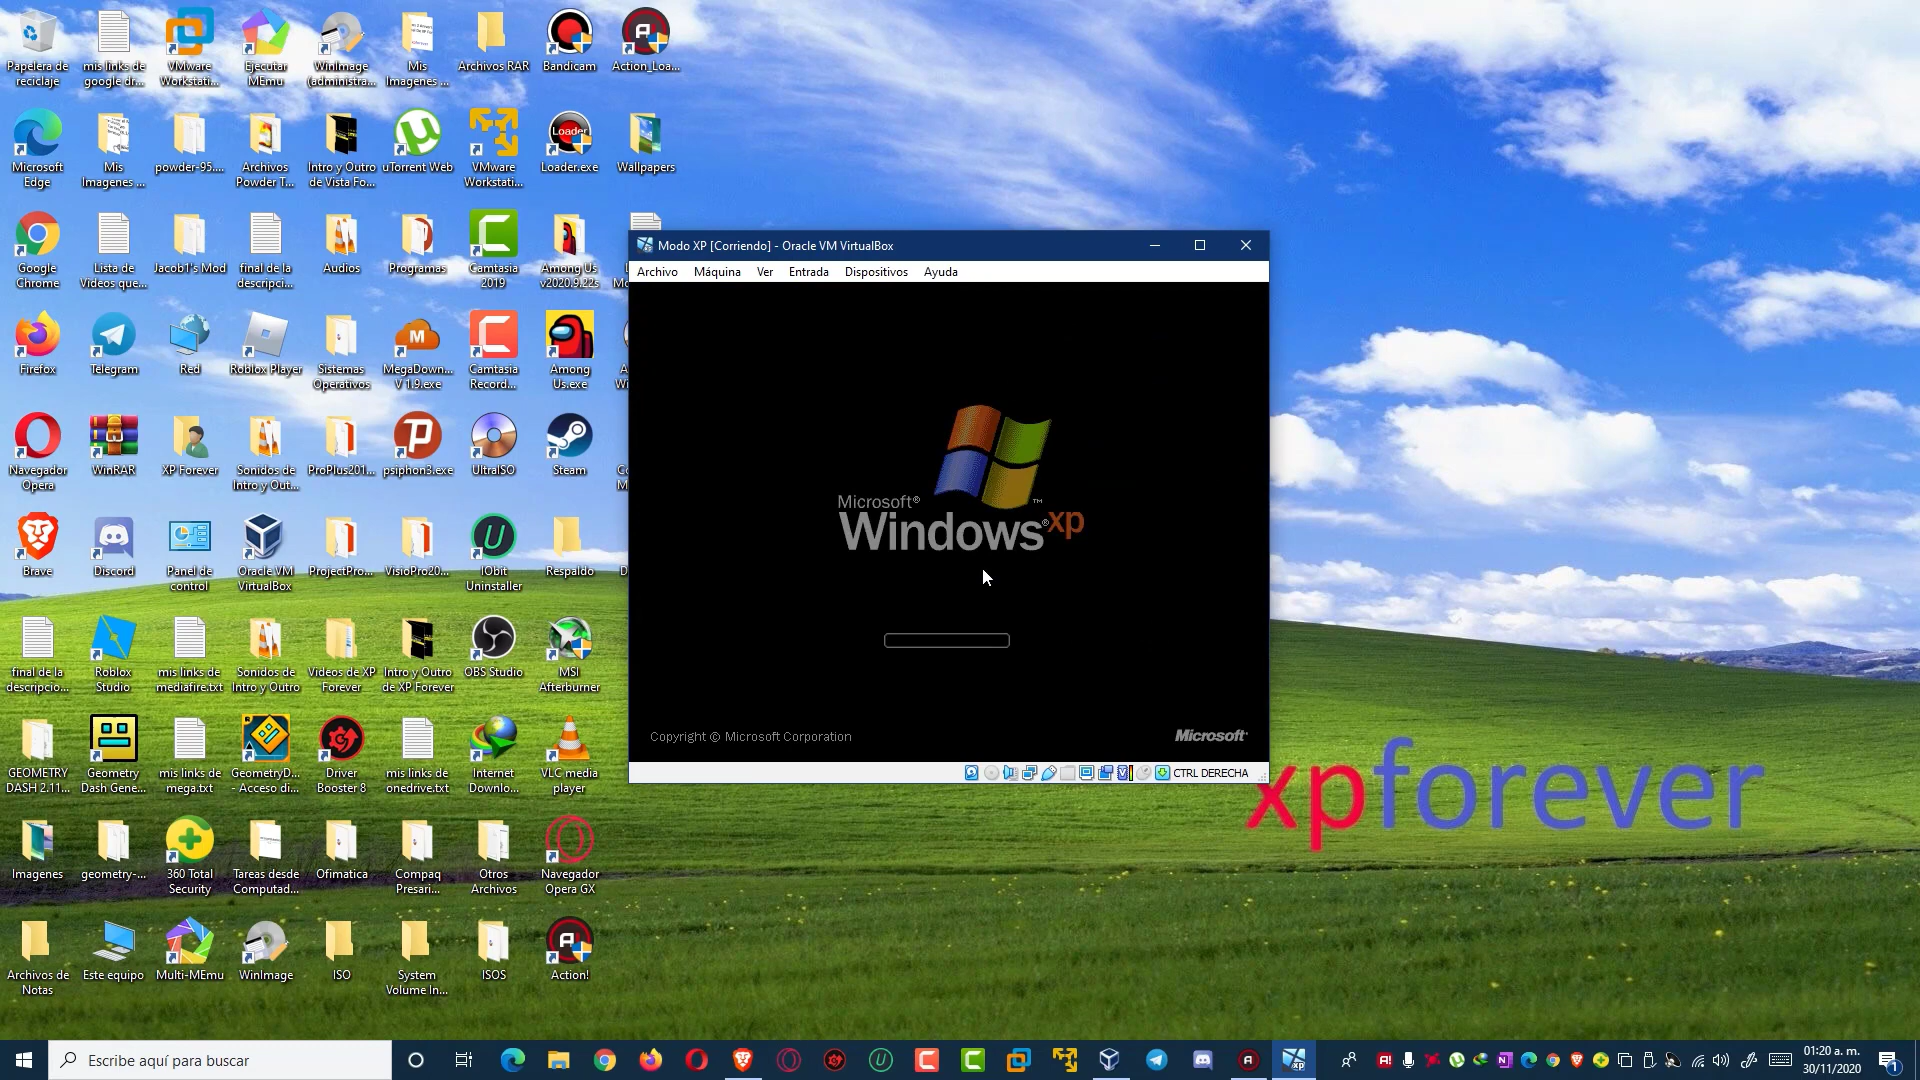 Papelera de
reciclaje
mis links de
google dr...
VMware
Workstati...
Ejecutar
MEmu
WinImage
(administra...
Mis
Imagenes ...
Archivos RAR
Bandicam
Action_Loa...
Microsoft
Edge
Mis
Imagenes ...
powder-95....
Archivos
Powder T...
Intro y Outro
de Vista Fo...
uTorrent Web
VMware
Workstati...
Loader
Loader.exe
Wallpapers
Google
Chrome
Lista de
Videos que...
Jacob1's Mod
final de la
descripci...
Audios
Programas
Camtasia
2019
Among Us
v2020.9.22s
Firefox
Telegram
Red
Roblox Player
Sistemas
Operativos
MegaDown...
V 1.9.exe
Camtasia
Record...
Among
Us.exe
Navegador
Opera
WinRAR
XP Forever
Sonidos de
Intro y Out...
ProPlus201...
psiphon3.exe
UltraISO
Steam
Brave
Discord
Panel de
control
Oracle VM
VirtualBox
ProjectPro...
VisioPro20...
IObit
Uninstaller
Respaldo
final de la
descripcio...
Roblox
Studio
mis links de
mediafire.txt
Sonidos de
Intro y Outro
Videos de XP
Forever
Intro y Outro
de XP Forever
OBS Studio
MSI
Afterburner
GEOMETRY
DASH 2.11...
Geometry
Dash Gene...
mis links de
mega.txt
GeometryD...
- Acceso di...
Driver
Booster 8
mis links de
onedrive.txt
Internet
Downlo...
VLC media
player
Imagenes
geometry-...
360 Total
Security
Tareas desde
Computad...
Ofimatica
Compaq
Presari...
Otros
Archivos
Navegador
Opera GX
Archivos de
Notas
Este equipo
Multi-MEmu
WinImage
ISO
System
Volume In...
ISOS
Action!
Modo XP [Corriendo] - Oracle VM VirtualBox
Archivo Máquina Ver Entrada Dispositivos Ayuda
Microsoft®
Windows®xp ™
Copyright © Microsoft Corporation
Microsoft®
CTRL DERECHA
xpforever
Escribe aquí para buscar
01:20 a. m.
30/11/2020
1